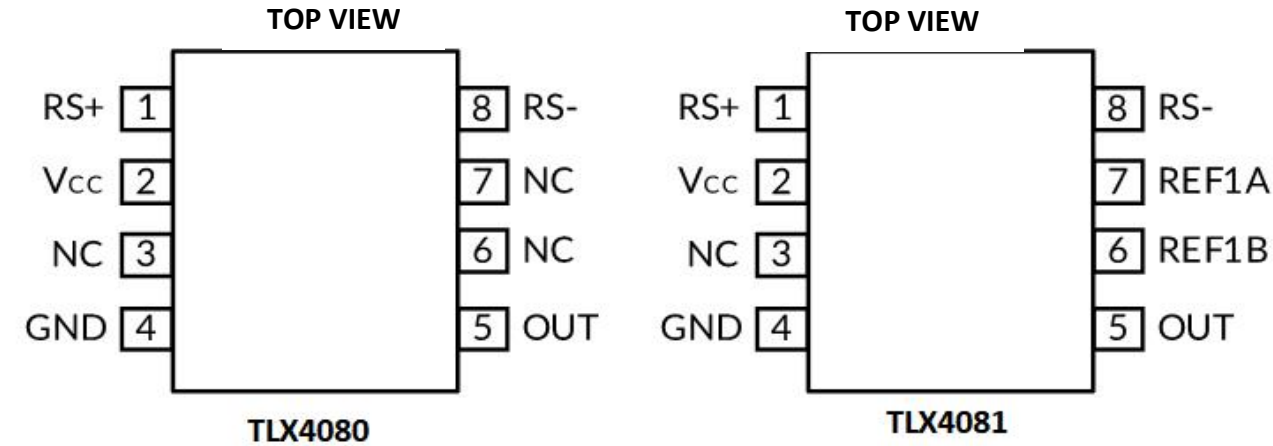 TOP VIEW
RS+ 1 8 RS-
Vcc 2 7 NC
NC 3 6 NC
GND 4 5 OUT
TLX4080
TOP VIEW
RS+ 1 8 RS-
Vcc 2 7 REF1A
NC 3 6 REF1B
GND 4 5 OUT
TLX4081